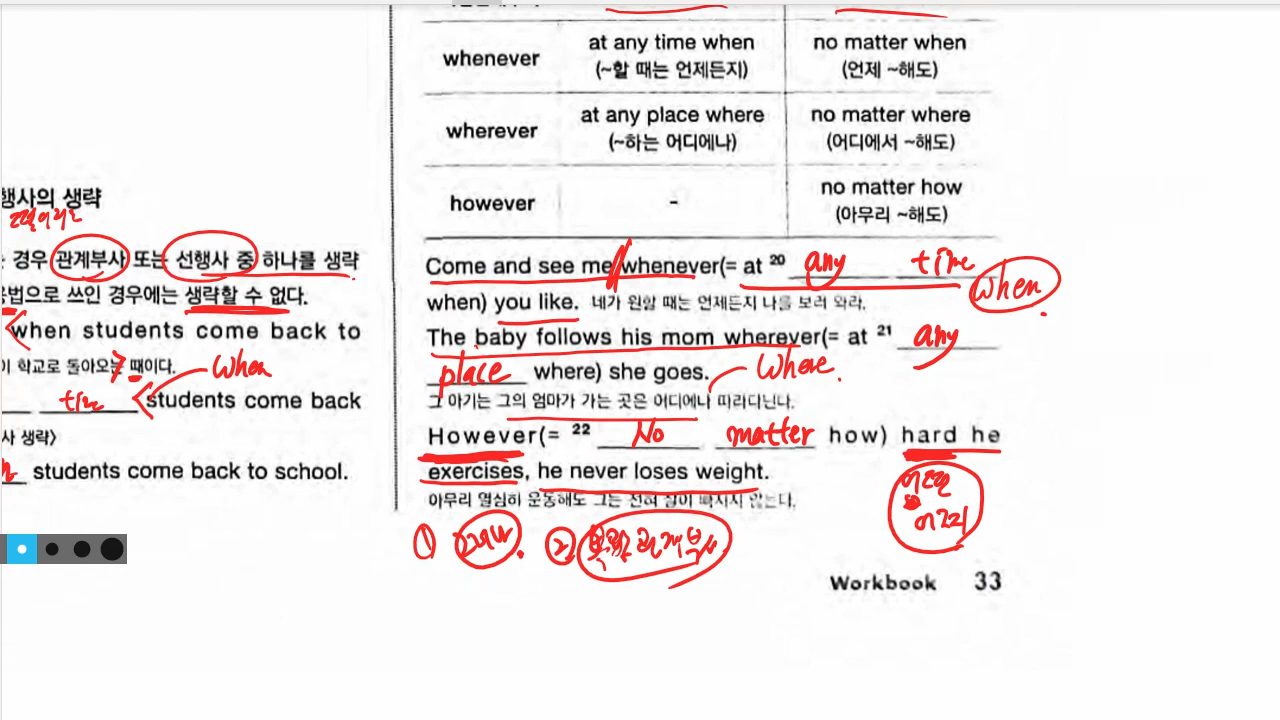 행사의 생략
경우 관계부사 또는 선행사 중 하나를 생략
용법으로 쓰인 경우에는 생략할 수 없다.
when students come back to
이 학교로 돌아오는 때이다.
when
time students come back
사 생략〉
students come back to school.
whenever
at any time when
(~할 때는 언제든지)
no matter when
(언제 ~해도)
wherever
at any place where
(~하는 어디에나)
no matter where
(어디에서 ~해도)
however
-
no matter how
(아무리 ~해도)
Come and see me whenever(= at 20 any time
when
when) you like. 네가 원할 때는 언제든지 나를 보러 와라.
The baby follows his mom wherever(= at 21 any
place where) she goes. where
그 아기는 그의 엄마가 가는 곳은 어디에나 따라다닌다.
However(= 22 No matter how) hard he
exercises, he never loses weight.
아무리 열심히 운동해도 그는 전혀 살이 빠지지 않는다.
① ②
Workbook 33